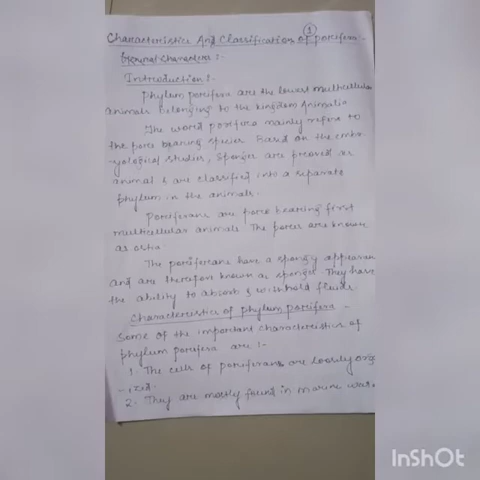 1
Characteristics And Classification of porifera:-
General Characters :-
Introduction :-
Phylum porifera are the lowest multicellular
animals belonging to the kingdom Animalia
The word porifera mainly refers to
the pore bearing species. Based on the embr-
yological studies, sponges are proved as
animal & are classified into a separate
phylum in the animals.
Poriferans are pore bearing first
multicellular animals. The pores are known
as ostia.
The poriferans have a spongy appearan
and are therefore known as sponges. They have
the ability to absorb & withhold fluids
Characteristics of phylum porifera -
Some of the important characteristics of
phylum porifera are :-
1. The cells of poriferans are loosely orga
-ized.
2. They are mostly found in marine wate
InShOt